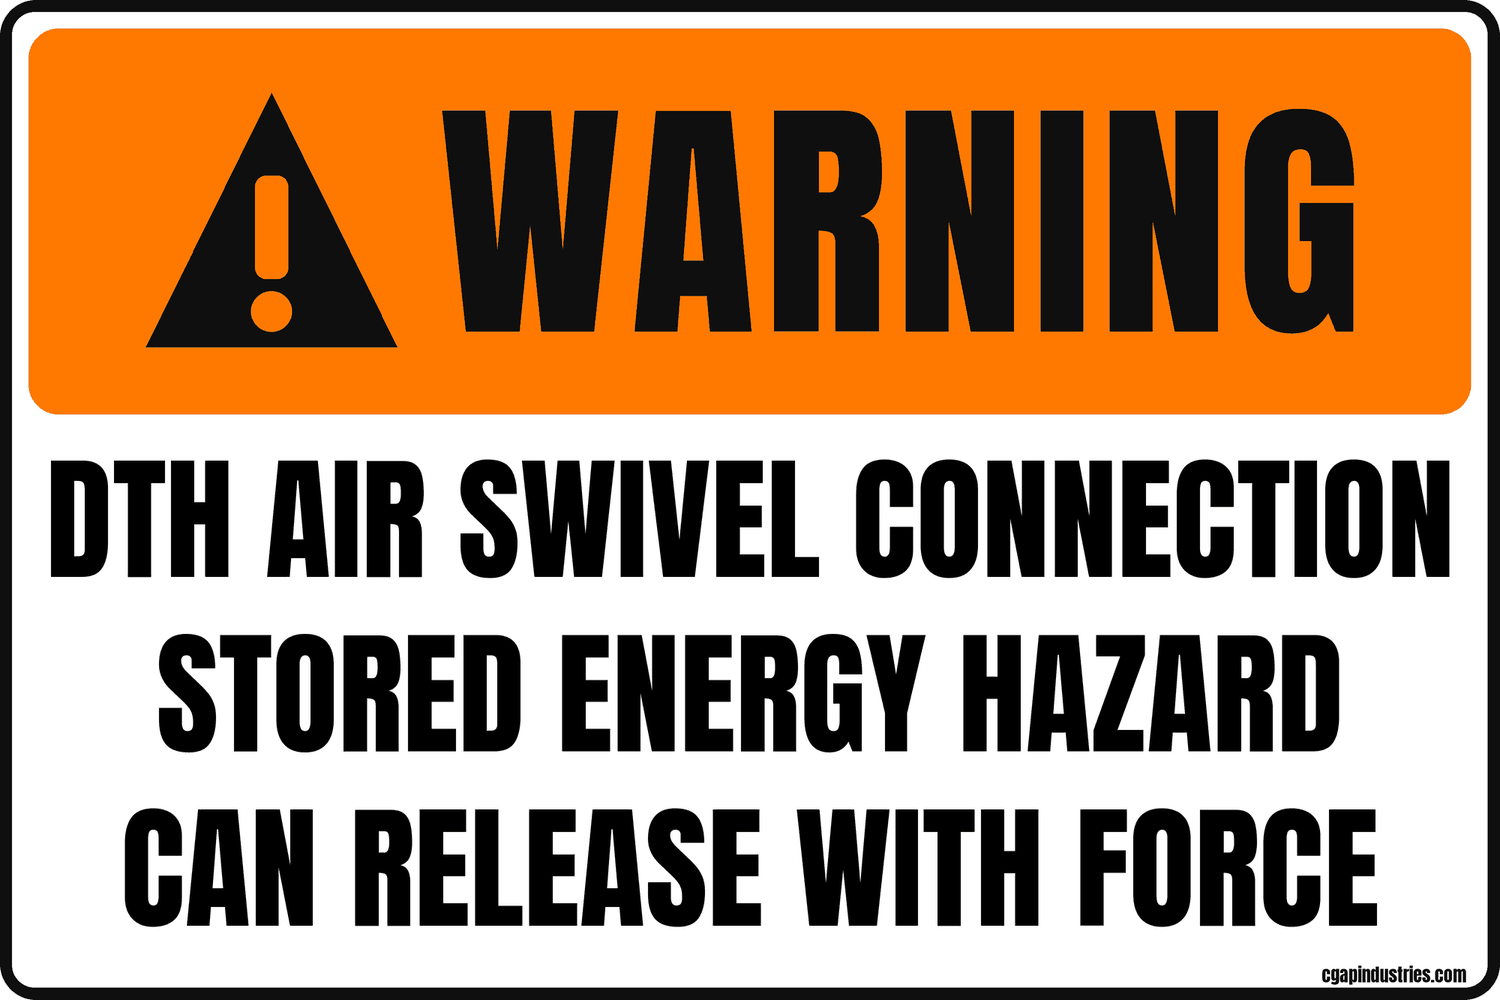 WARNING
DTH AIR SWIVEL CONNECTION
STORED ENERGY HAZARD
CAN RELEASE WITH FORCE
cgapindustries.com